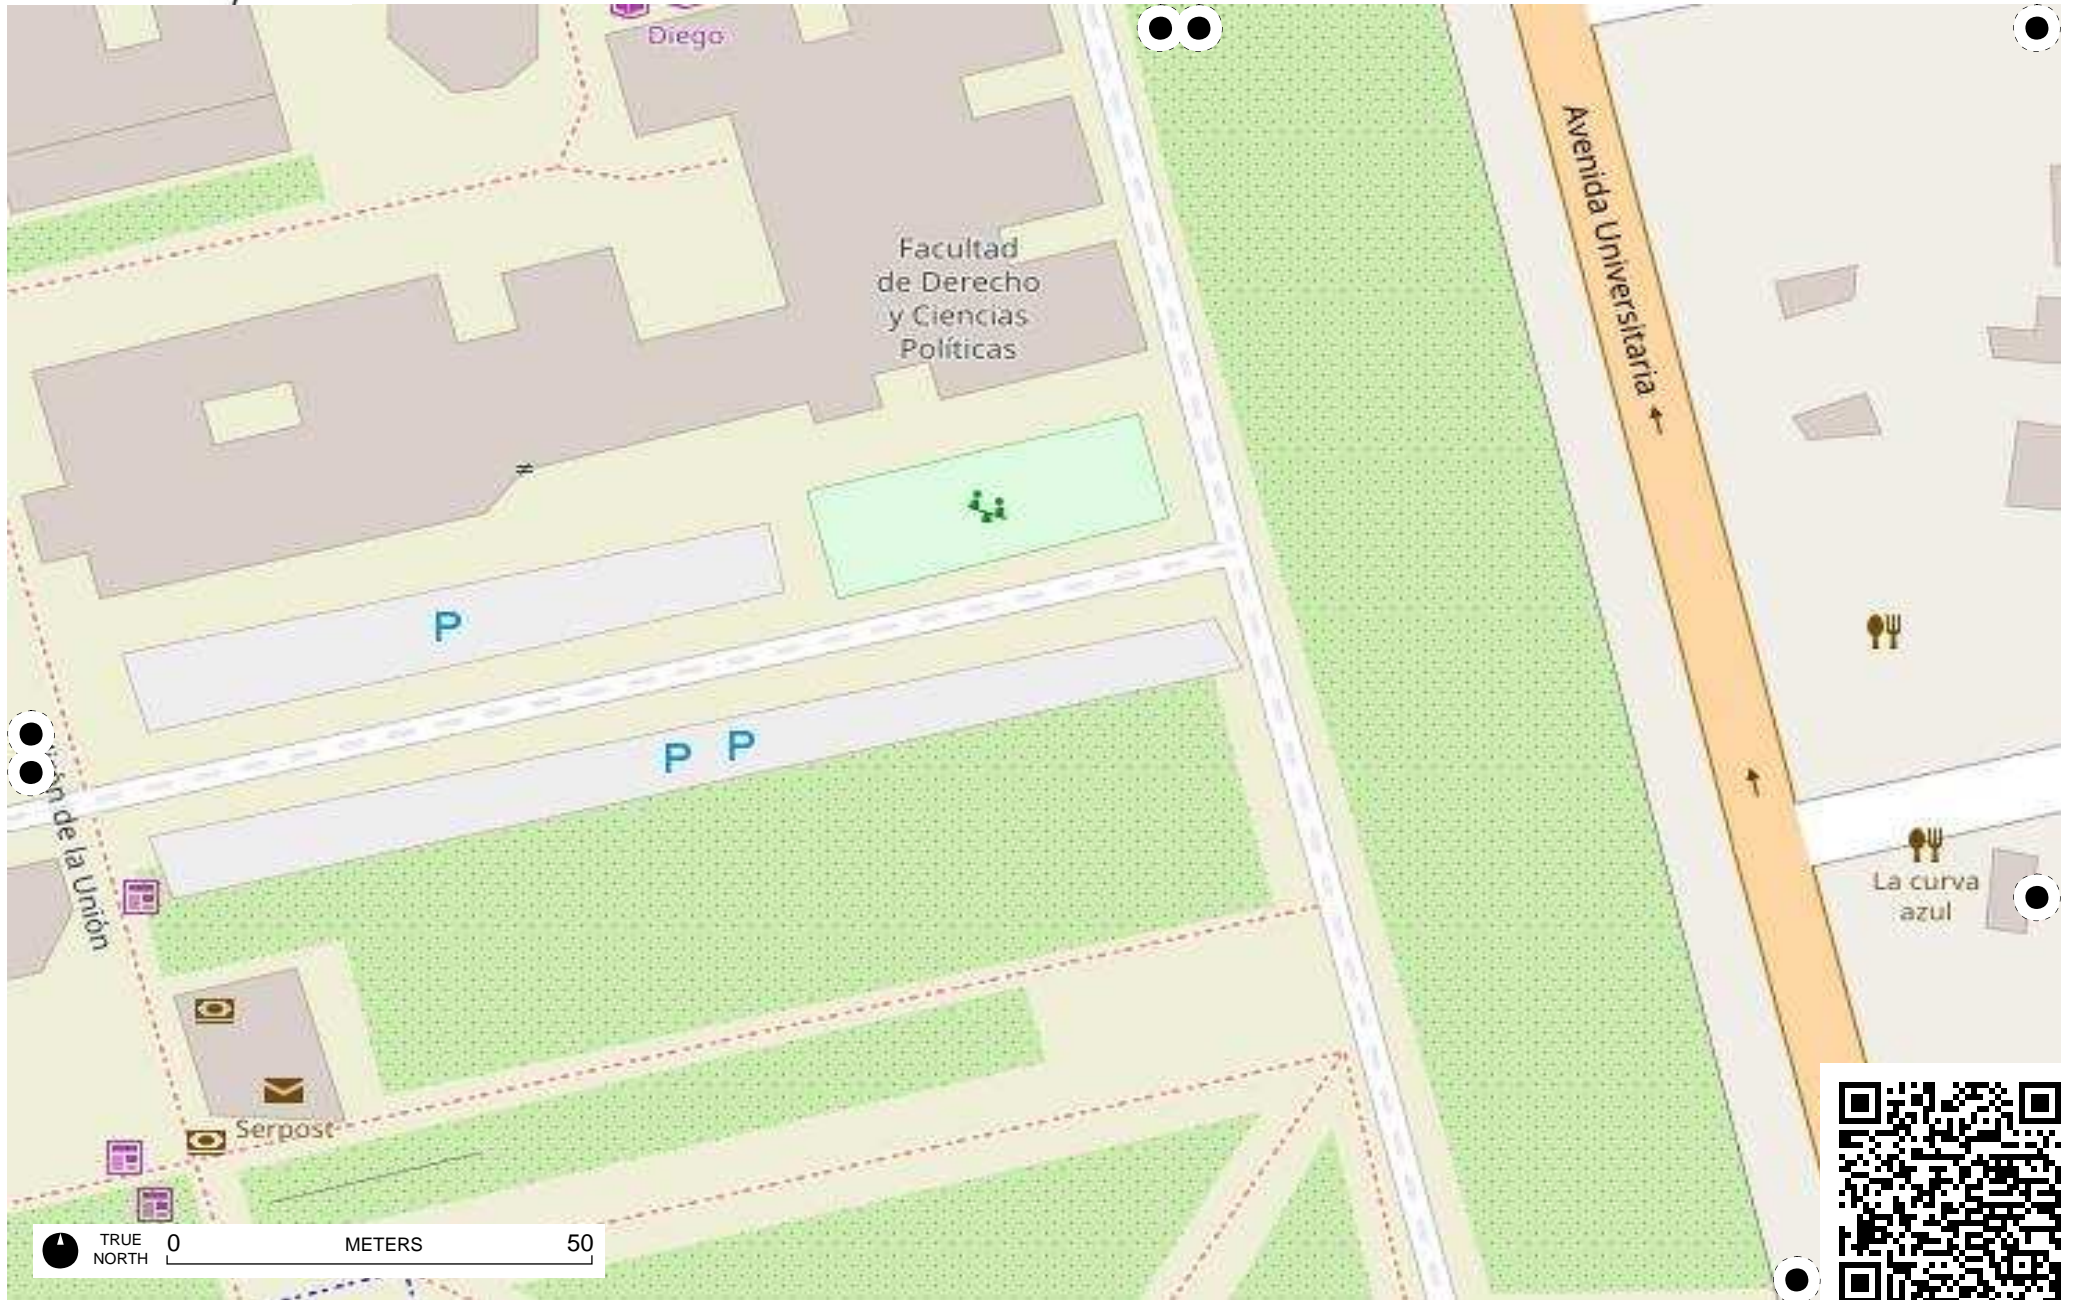 Diego
Avenida Universitaria
Facultad
de Derecho
y Ciencias
Políticas
P
P P
de la Unión
La curva
azul
Serpost
TRUE
NORTH
0 METERS 50